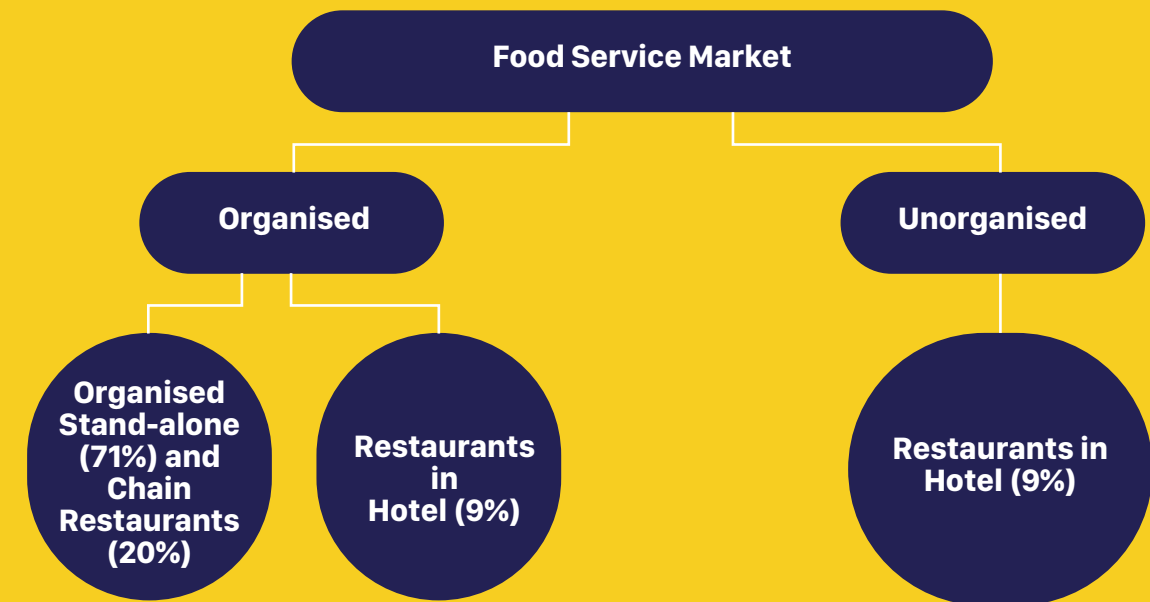 Food Service Market
Organised
Unorganised
Organised
Stand-alone
(71%) and
Chain
Restaurants
(20%)
Restaurants
in
Hotel (9%)
Restaurants in
Hotel (9%)